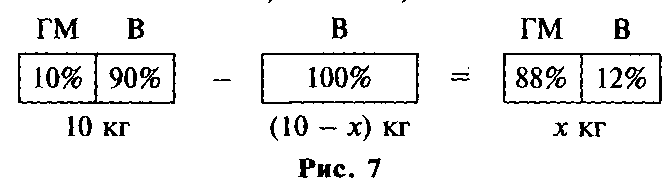 ГМ В В ГМ В
10% 90% – 100% = 88% 12%
10 кг (10 – x) кг x кг
Рис. 7